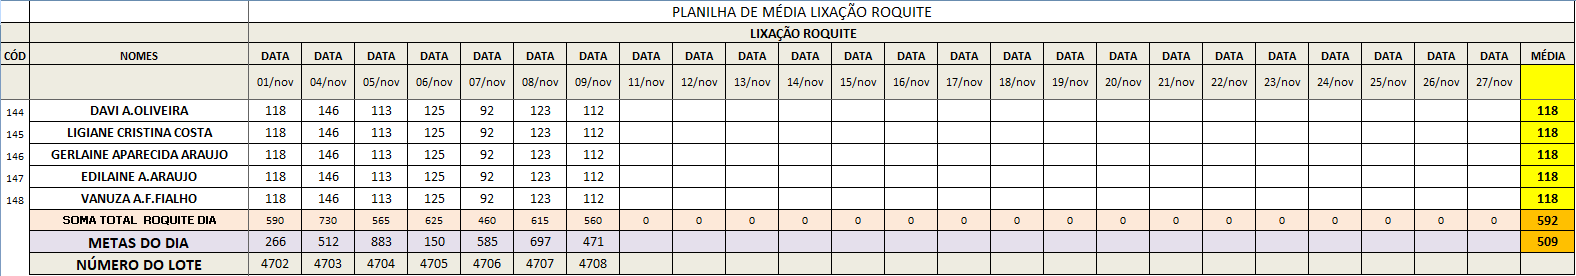 PLANILHA DE MÉDIA LIXAÇÃO ROQUITE
LIXAÇÃO ROQUITE
CÓD NOMES DATA DATA DATA DATA DATA DATA DATA DATA DATA DATA DATA DATA DATA DATA DATA DATA DATA DATA DATA DATA DATA DATA DATA DATA MÉDIA
01/nov 04/nov 05/nov 06/nov 07/nov 08/nov 09/nov 11/nov 12/nov 13/nov 14/nov 15/nov 16/nov 17/nov 18/nov 19/nov 20/nov 21/nov 22/nov 23/nov 24/nov 25/nov 26/nov 27/nov
144 DAVI A.OLIVEIRA 118 146 113 125 92 123 112 118
145 LIGIANE CRISTINA COSTA 118 146 113 125 92 123 112 118
146 GERLAINE APARECIDA ARAUJO 118 146 113 125 92 123 112 118
147 EDILAINE A.ARAUJO 118 146 113 125 92 123 112 118
148 VANUZA A.F.FIALHO 118 146 113 125 92 123 112 118
SOMA TOTAL ROQUITE DIA 590 730 565 625 460 615 560 0 0 0 0 0 0 0 0 0 0 0 0 0 0 0 0 0 592
METAS DO DIA 266 512 883 150 585 697 471 509
NÚMERO DO LOTE 4702 4703 4704 4705 4706 4707 4708